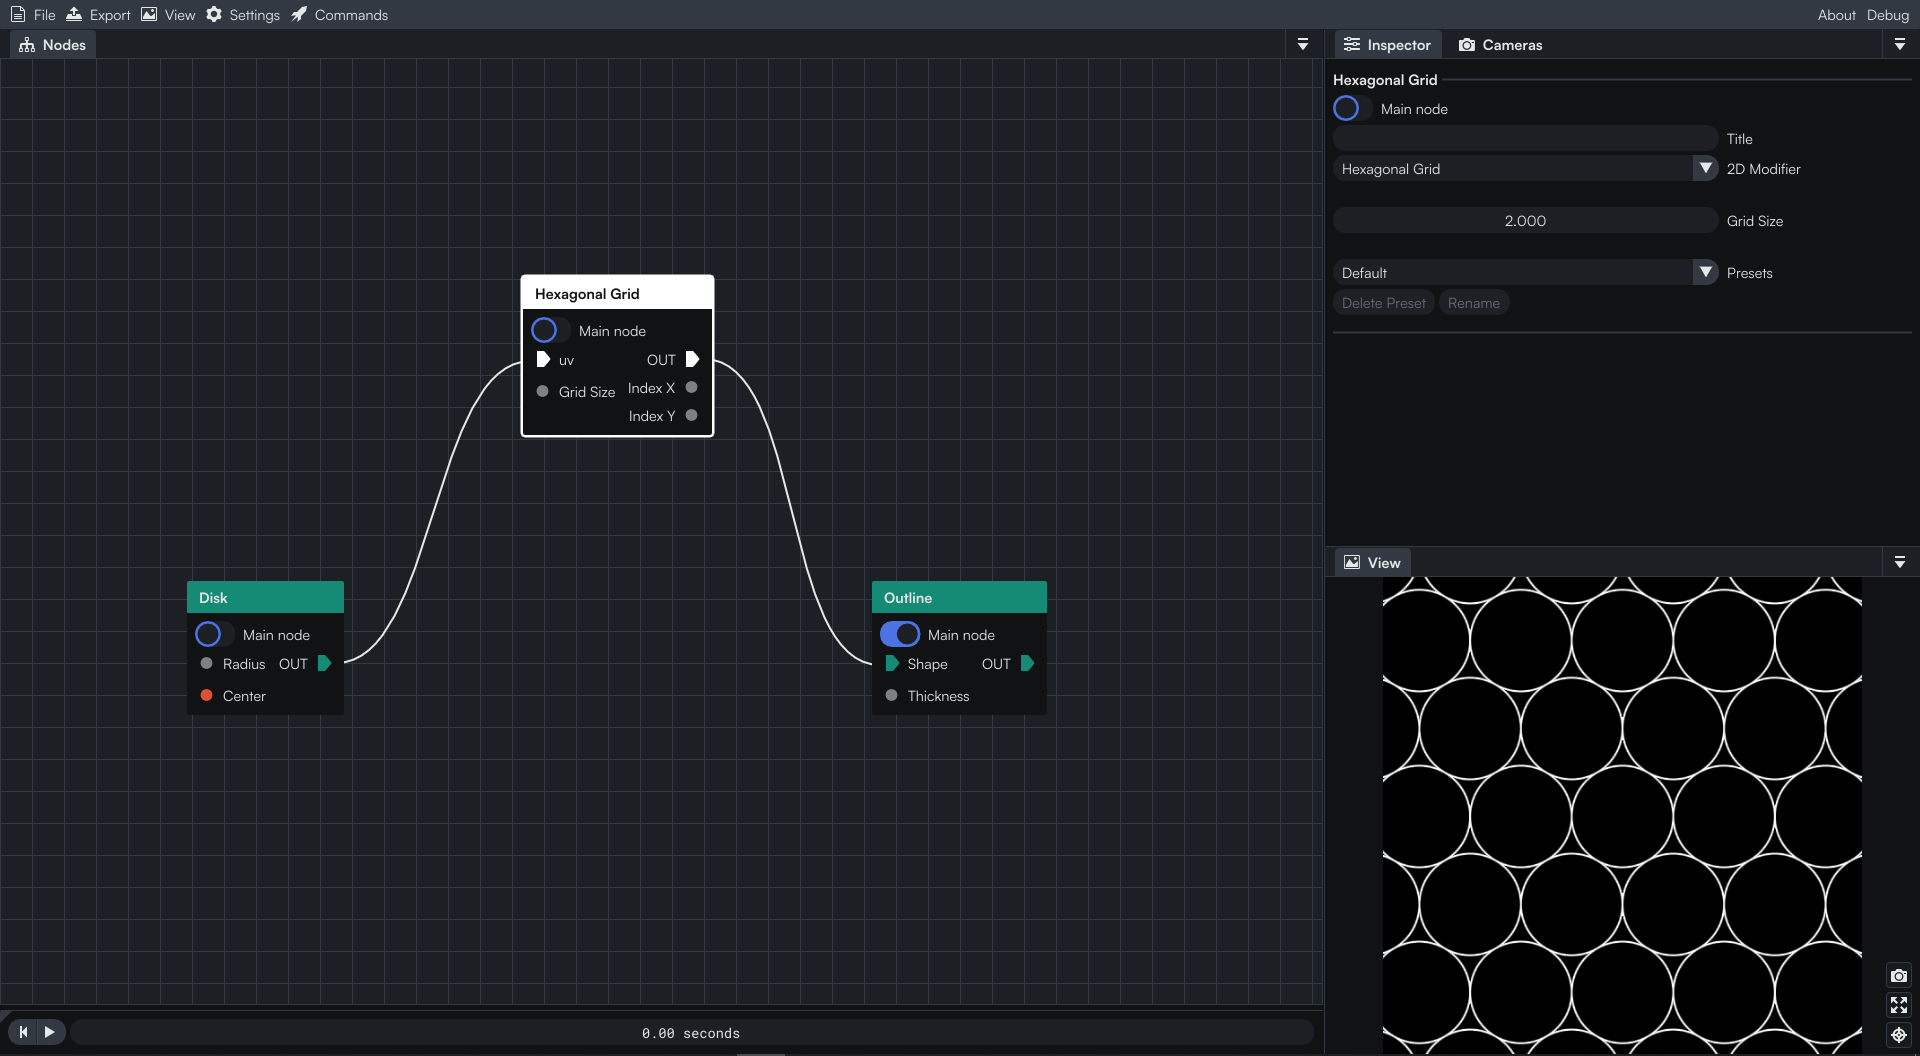 File Export View Settings Commands About Debug
Nodes
Inspector Cameras
Hexagonal Grid
Main node
Title
Hexagonal Grid 2D Modifier
2.000 Grid Size
Default Presets
Delete Preset Rename
Hexagonal Grid
Main node
uv OUT
Grid Size Index X
Index Y
Disk
Main node
Radius OUT
Center
Outline
Main node
Shape OUT
Thickness
View
0.00 seconds